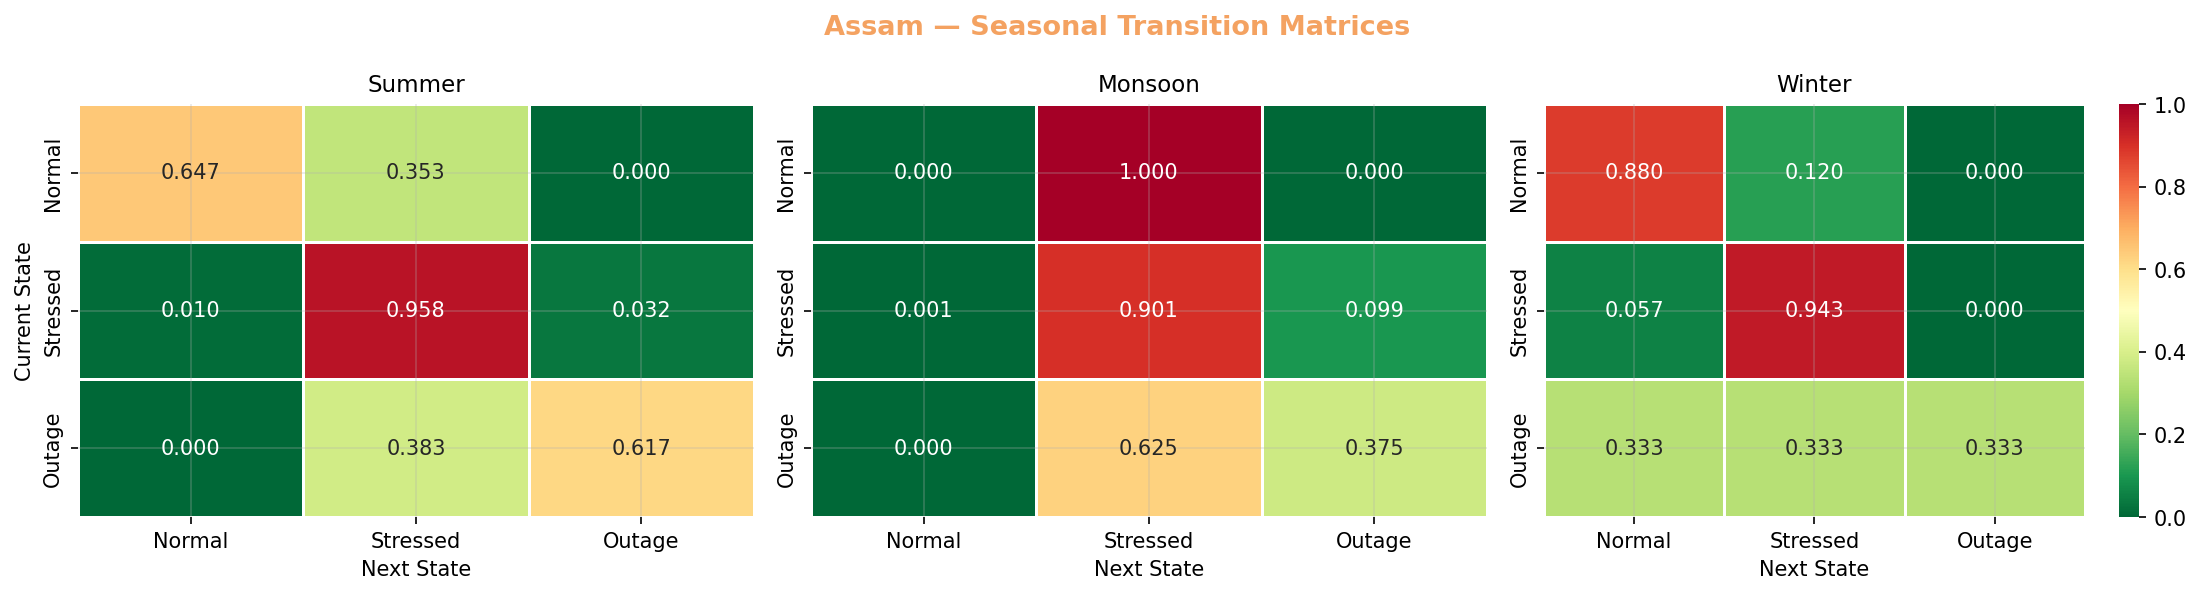 Assam — Seasonal Transition Matrices
Summer
Monsoon
Winter
Current State
Normal
0.647 0.353 0.000
Stressed
0.010 0.958 0.032
Outage
0.000 0.383 0.617
Normal Stressed Outage
Next State
Normal
0.000 1.000 0.000
Stressed
0.001 0.901 0.099
Outage
0.000 0.625 0.375
Normal Stressed Outage
Next State
Normal
0.880 0.120 0.000
Stressed
0.057 0.943 0.000
Outage
0.333 0.333 0.333
Normal Stressed Outage
Next State
1.0
0.8
0.6
0.4
0.2
0.0